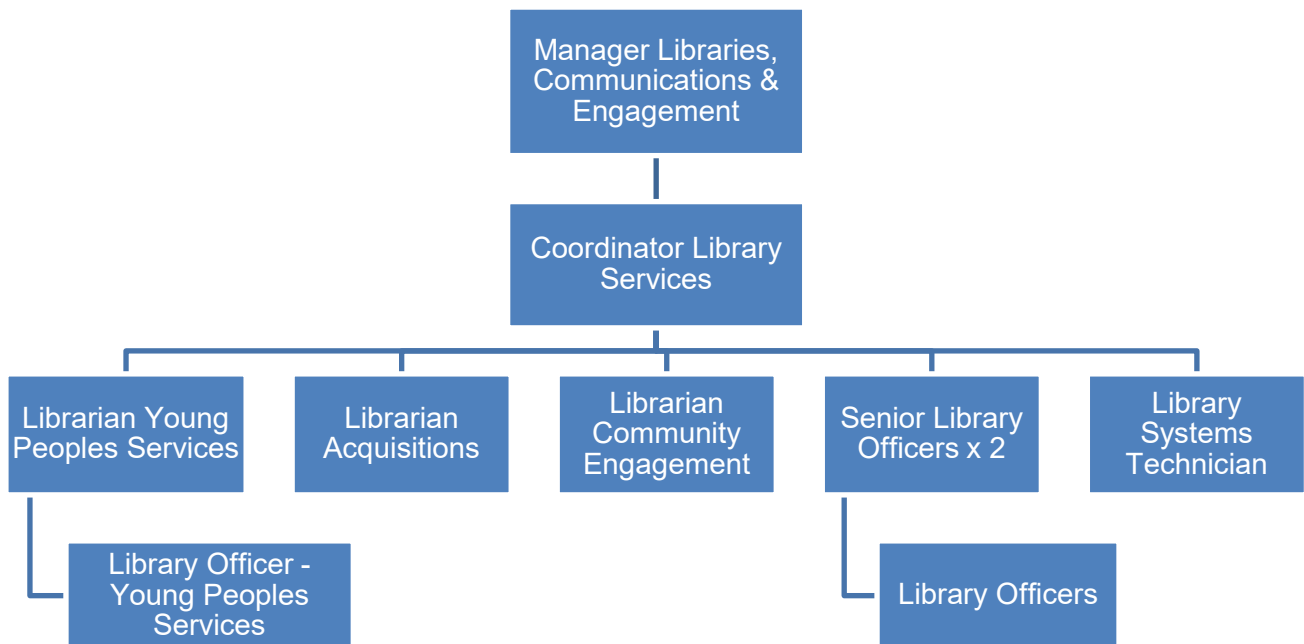 Manager Libraries,
Communications &
Engagement
Coordinator Library
Services
Librarian Young
Peoples Services
Librarian
Acquisitions
Librarian
Community
Engagement
Senior Library
Officers x 2
Library
Systems
Technician
Library Officer -
Young Peoples
Services
Library Officers